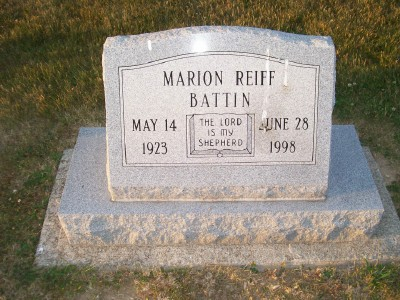 MARION REIFF
BATTIN
MAY 14
1923
THE LORD
IS MY
SHEPHERD
JUNE 28
1998